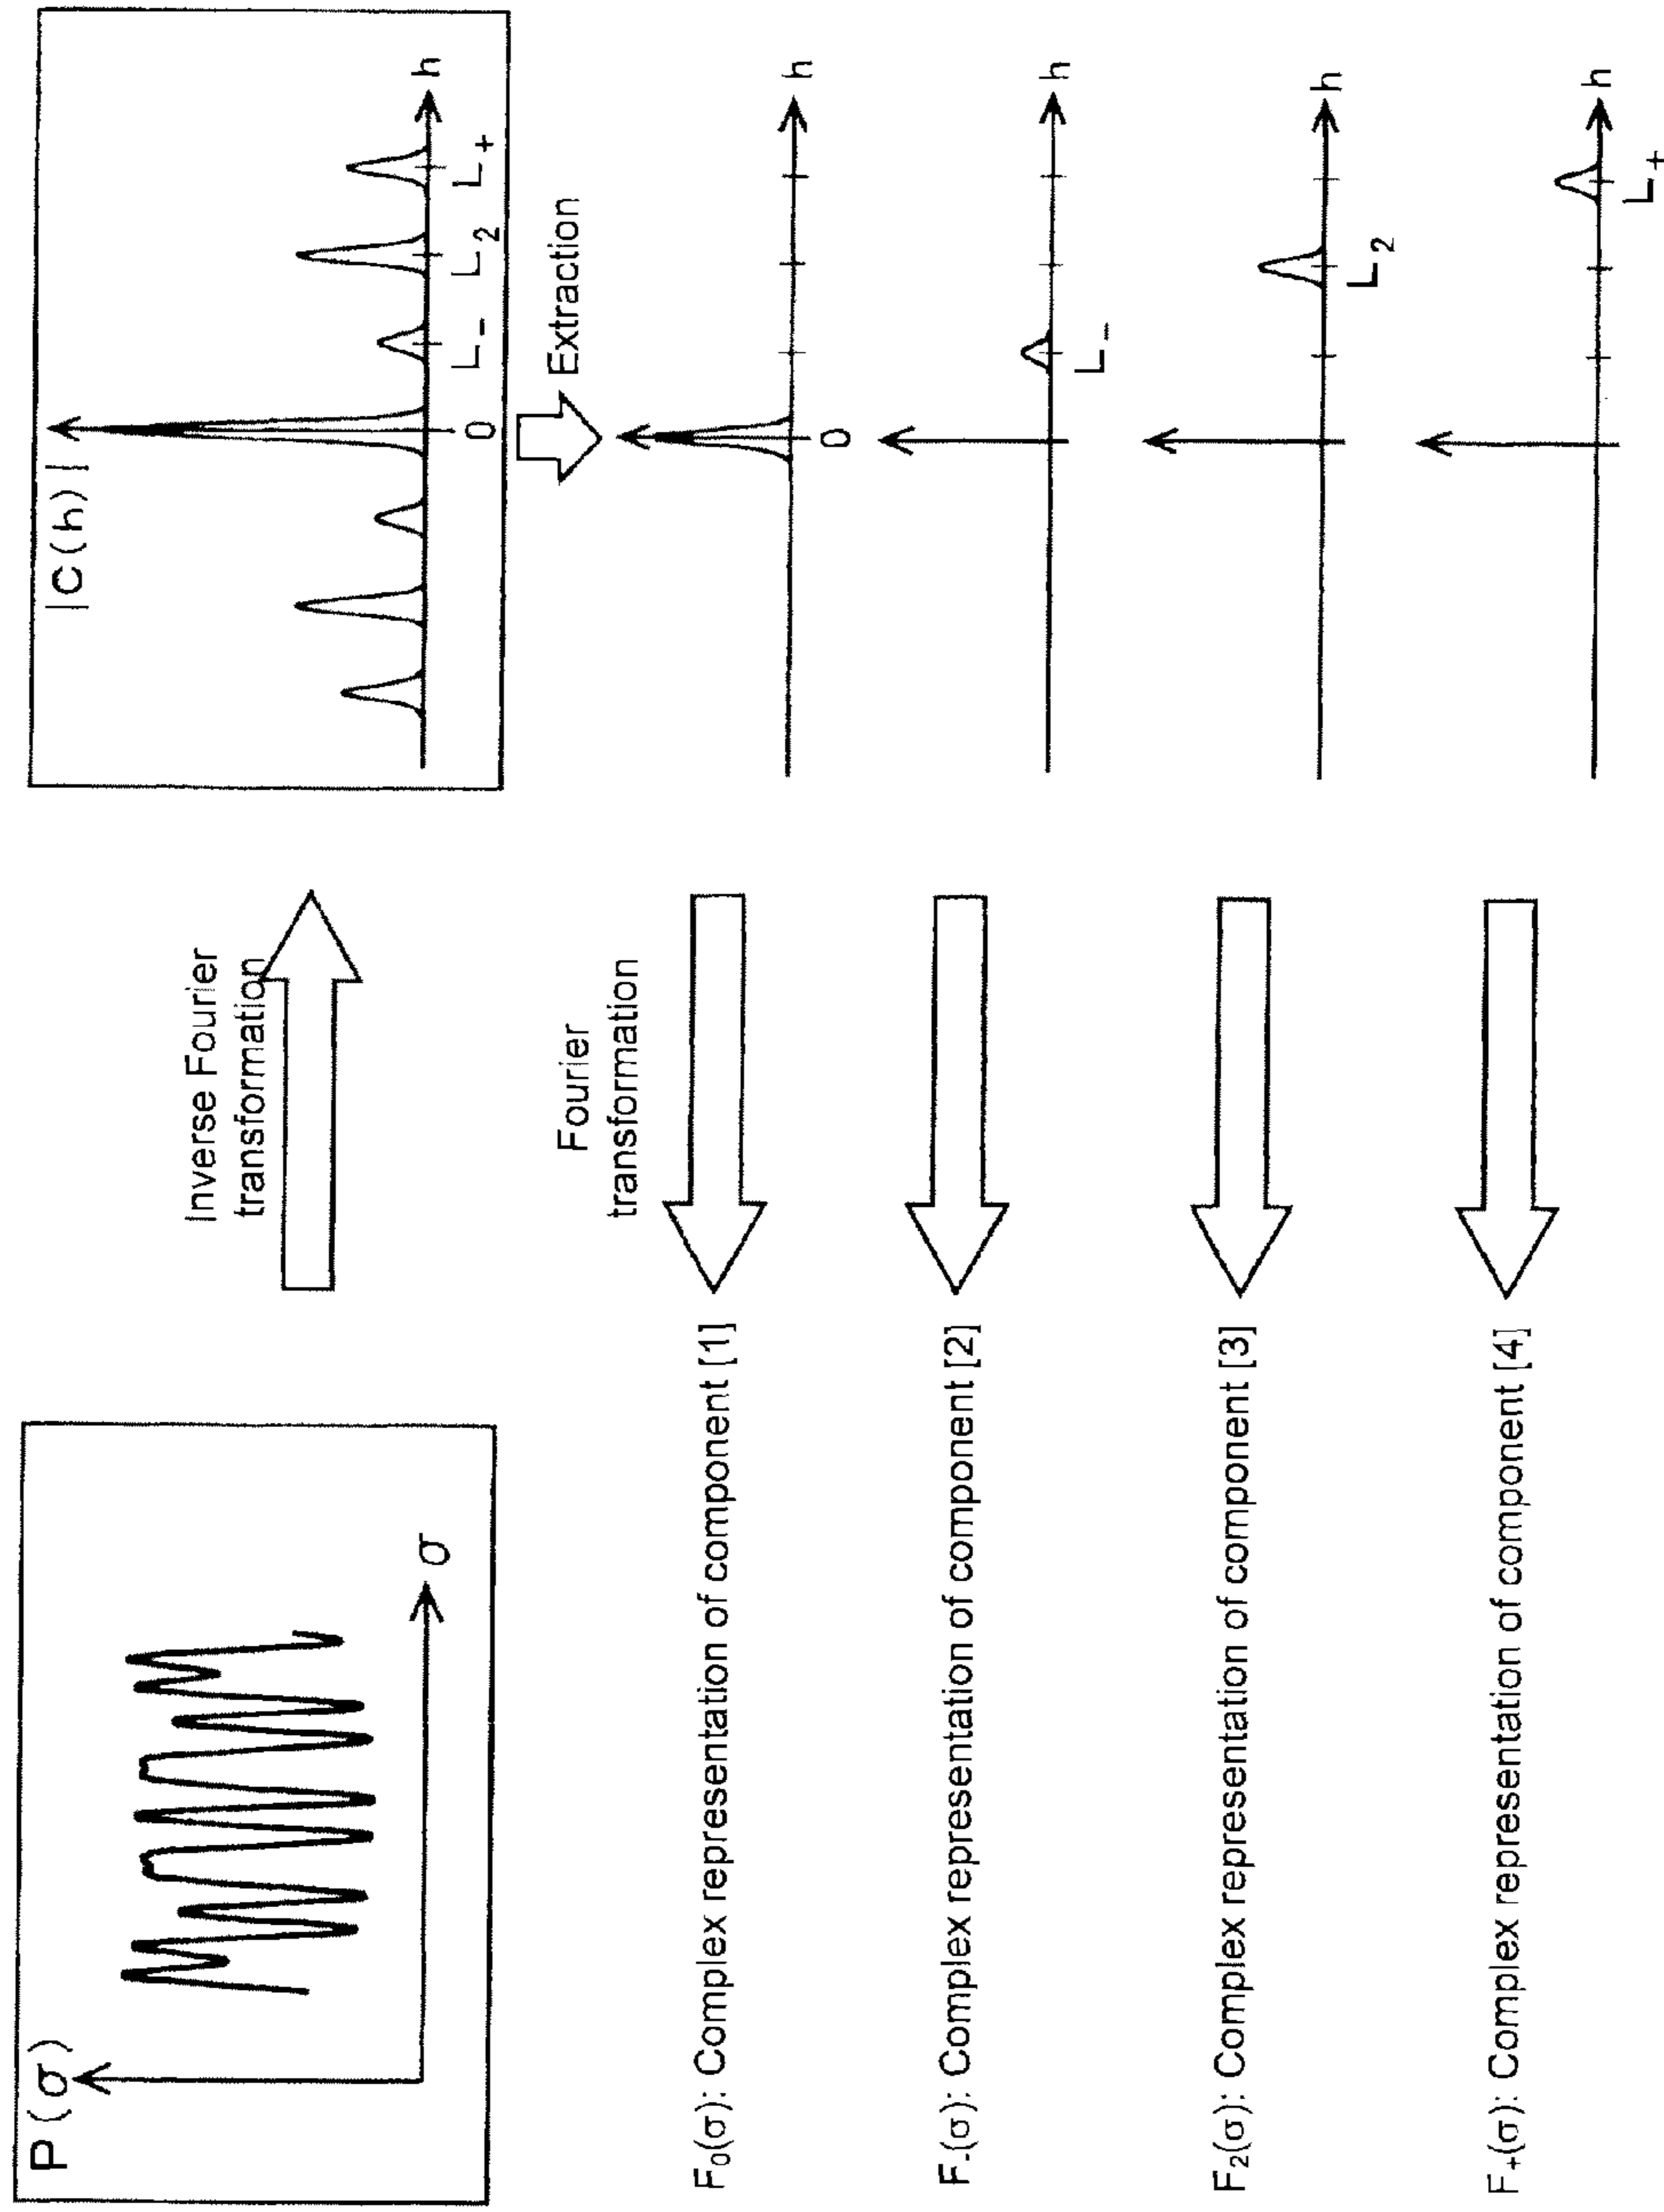 P(σ)
σ
Inverse Fourier
transformation
|C(h)|
0
L₋
L₂
L₊
h
Extraction
Fourier
transformation
F₀(σ): Complex representation of component [1]
0
h
F₋(σ): Complex representation of component [2]
L₋
h
F₂(σ): Complex representation of component [3]
L₂
h
F₊(σ): Complex representation of component [4]
L₊
h